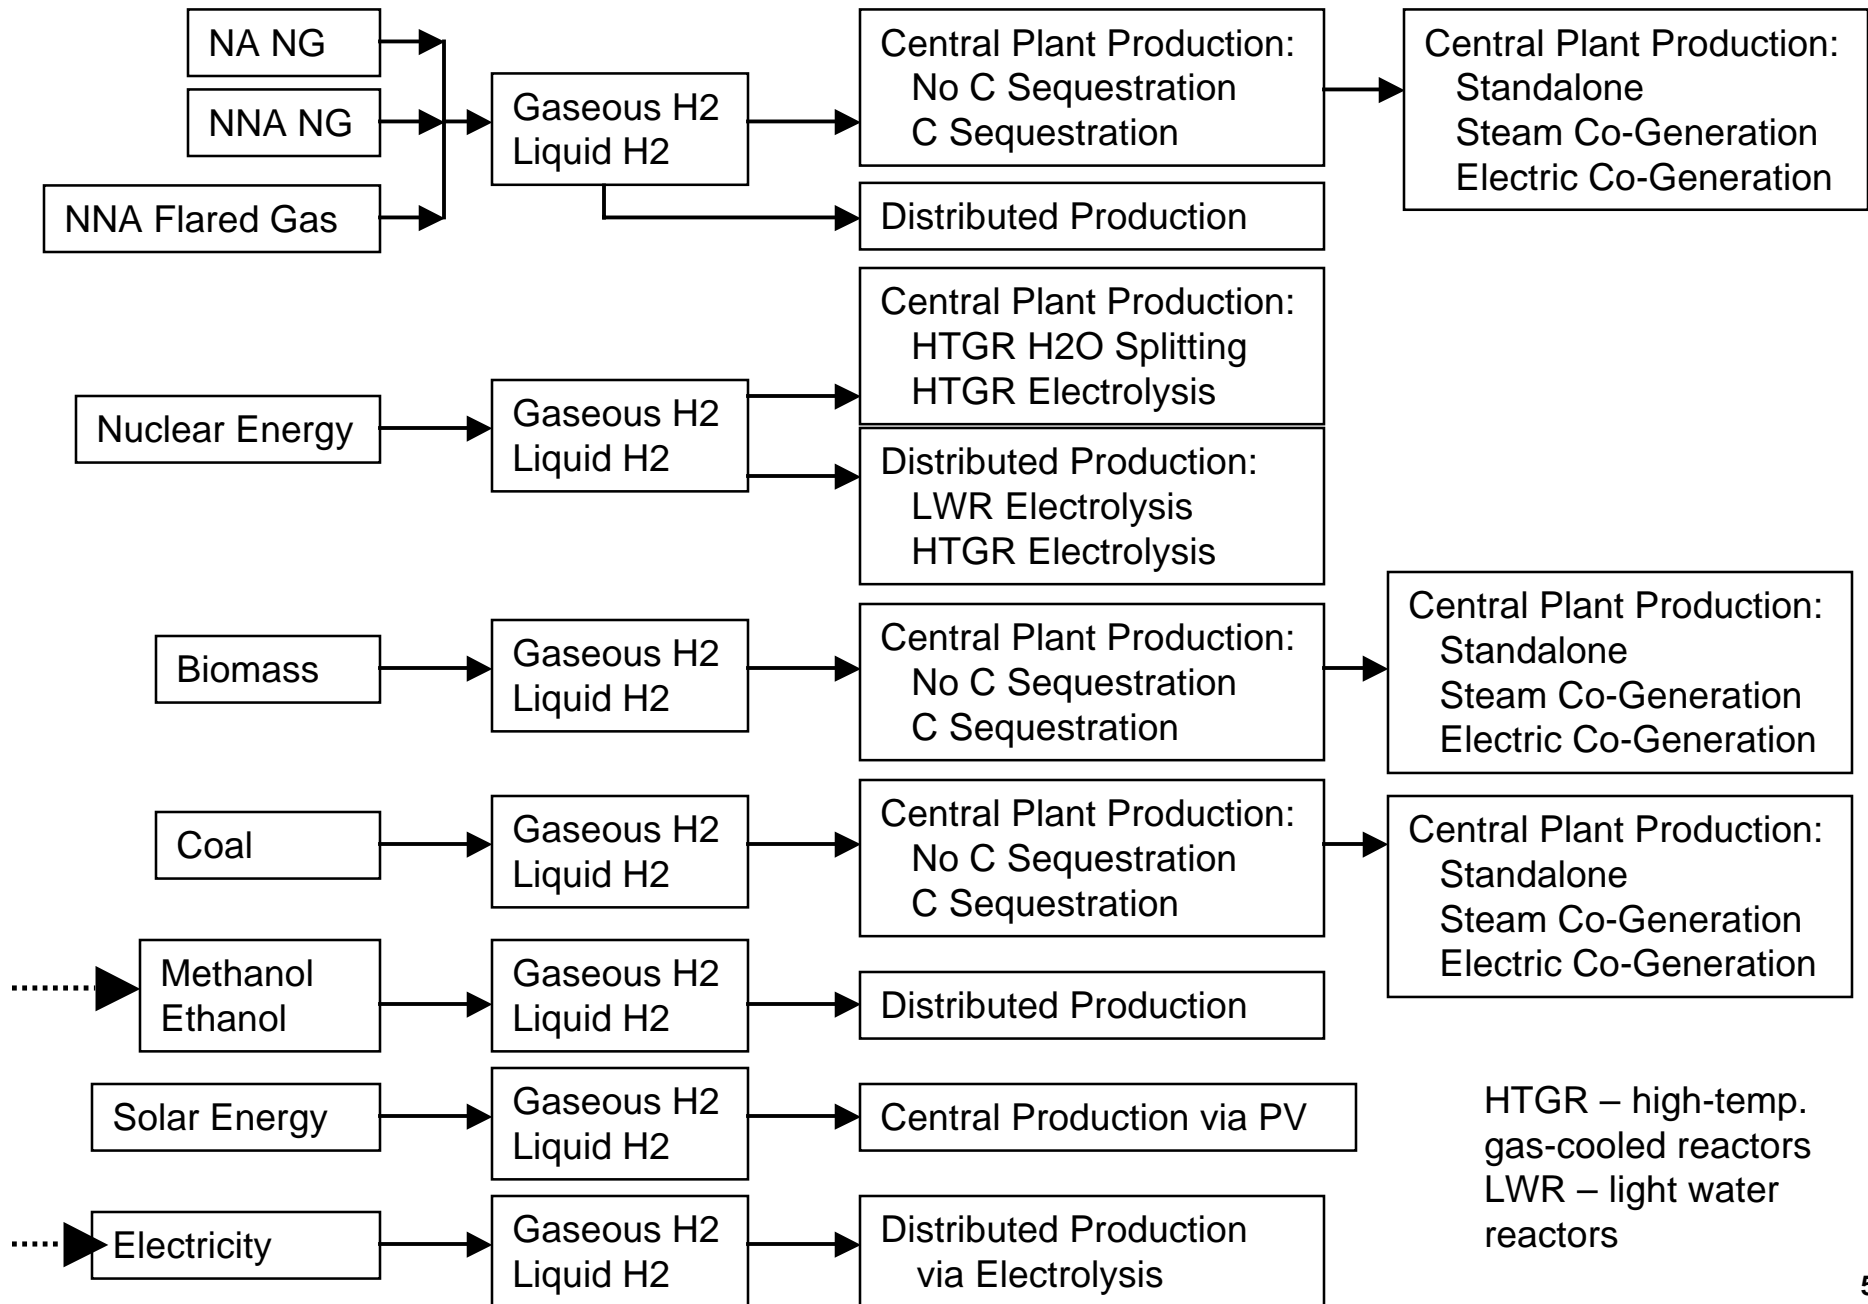 NA NG
NNA NG
NNA Flared Gas
Gaseous H2
Liquid H2
Central Plant Production:
No C Sequestration
C Sequestration
Distributed Production
Central Plant Production:
Standalone
Steam Co-Generation
Electric Co-Generation
Nuclear Energy
Gaseous H2
Liquid H2
Central Plant Production:
HTGR H2O Splitting
HTGR Electrolysis
Distributed Production:
LWR Electrolysis
HTGR Electrolysis
Biomass
Gaseous H2
Liquid H2
Central Plant Production:
No C Sequestration
C Sequestration
Central Plant Production:
Standalone
Steam Co-Generation
Electric Co-Generation
Coal
Gaseous H2
Liquid H2
Central Plant Production:
No C Sequestration
C Sequestration
Central Plant Production:
Standalone
Steam Co-Generation
Electric Co-Generation
Methanol
Ethanol
Gaseous H2
Liquid H2
Distributed Production
Solar Energy
Gaseous H2
Liquid H2
Central Production via PV
Electricity
Gaseous H2
Liquid H2
Distributed Production
via Electrolysis
HTGR – high-temp.
gas-cooled reactors
LWR – light water
reactors